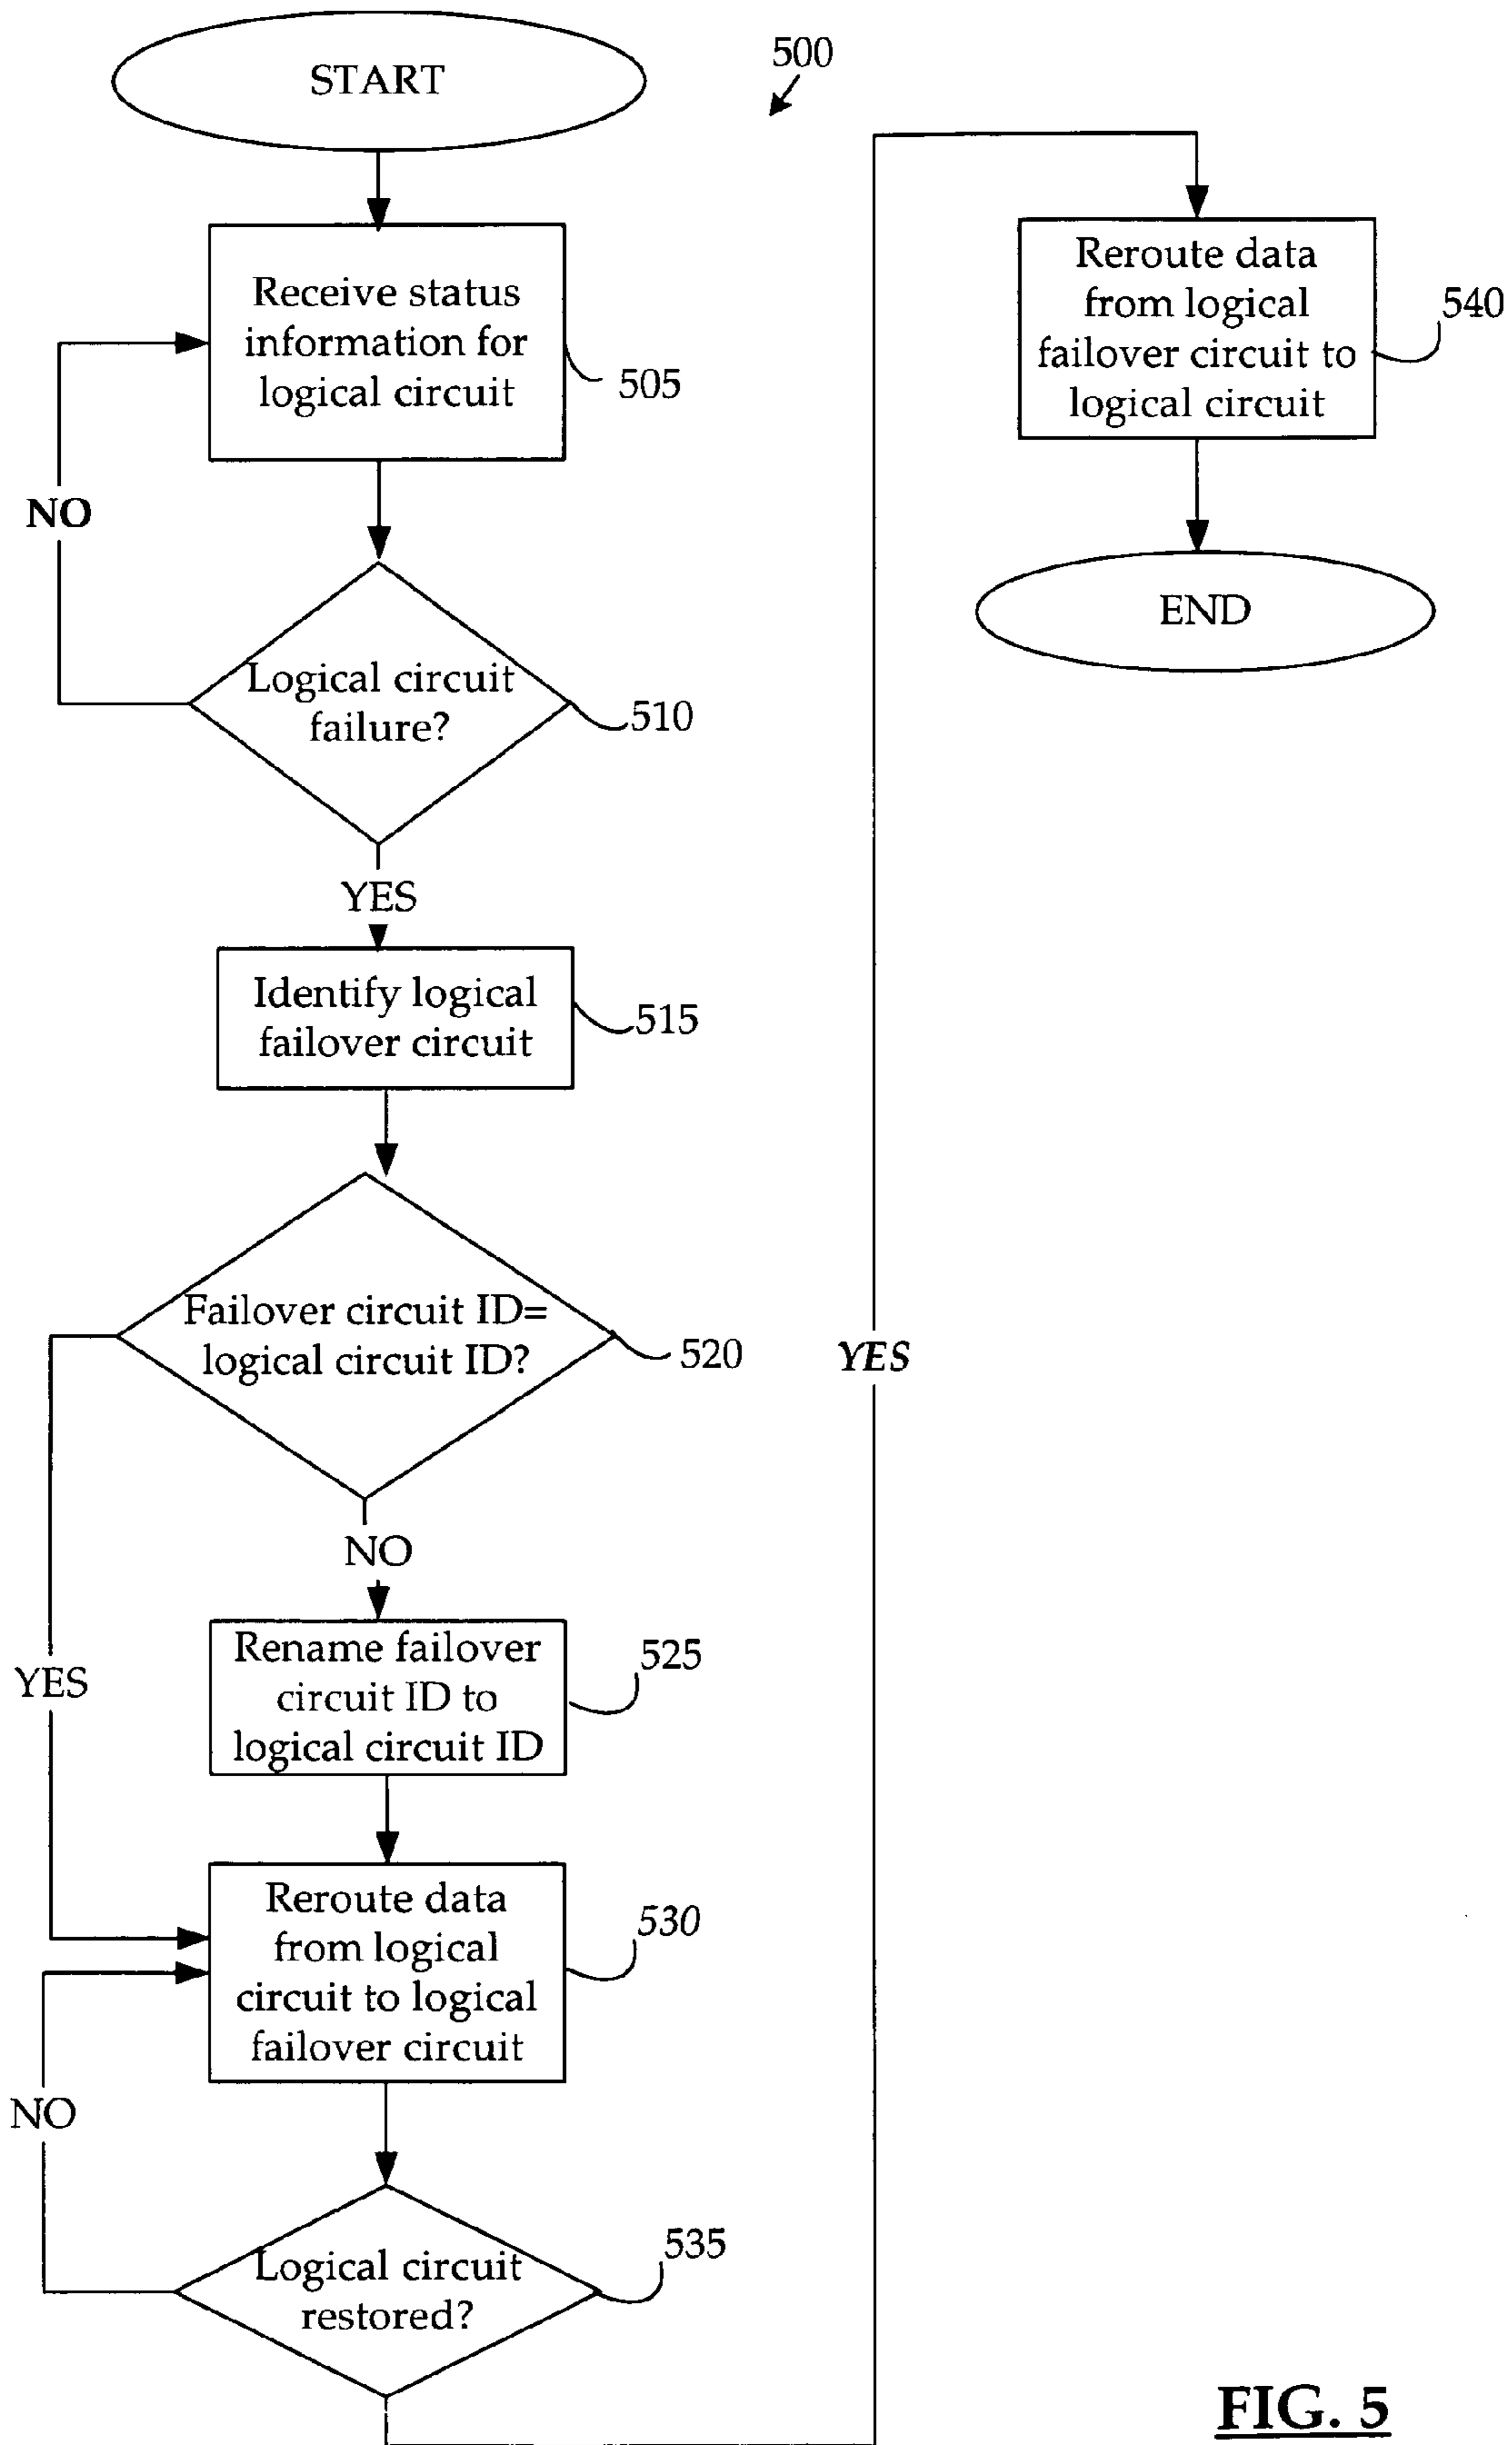 START
500
Receive status
information for
logical circuit
505
NO
Logical circuit
failure?
510
YES
Identify logical
failover circuit
515
Failover circuit ID=
logical circuit ID?
520
NO
YES
Rename failover
circuit ID to
logical circuit ID
525
Reroute data
from logical
circuit to logical
failover circuit
530
NO
Logical circuit
restored?
535
YES
Reroute data
from logical
failover circuit to
logical circuit
540
END
FIG. 5